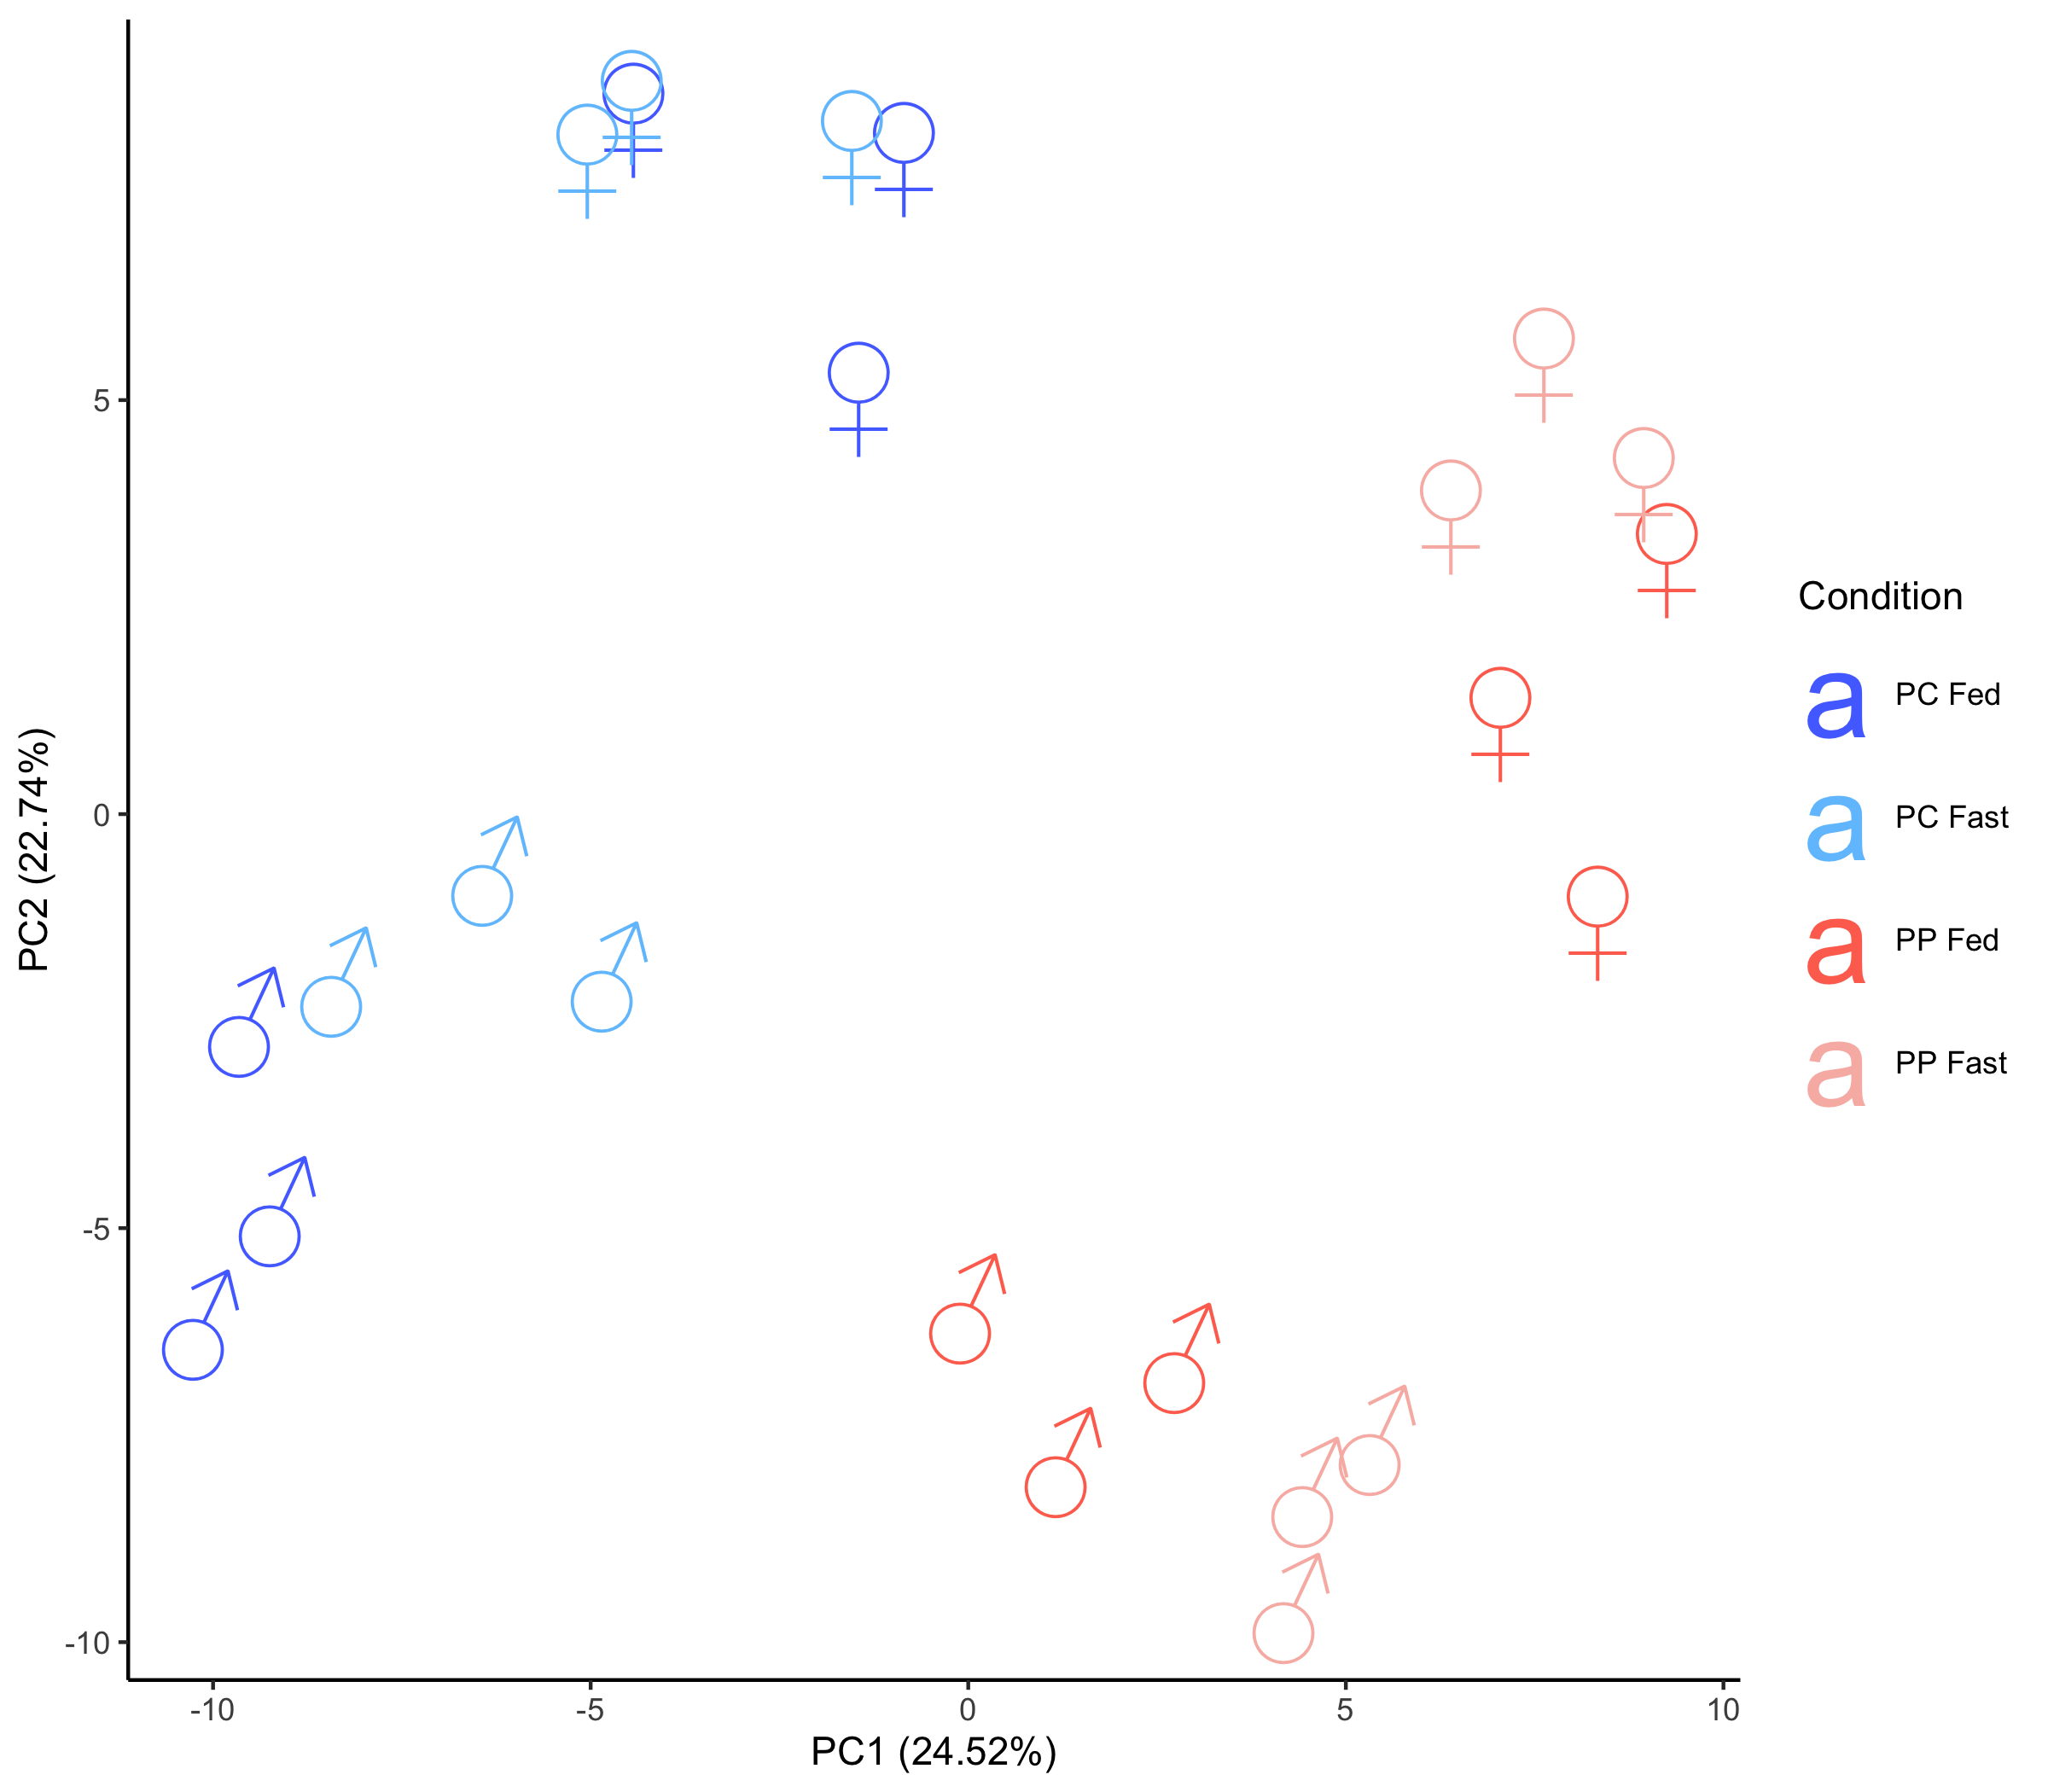 5
0
-5
-10
PC2 (22.74%)
-10 -5 0 5 10
PC1 (24.52%)
Condition
a PC Fed
a PC Fast
a PP Fed
a PP Fast